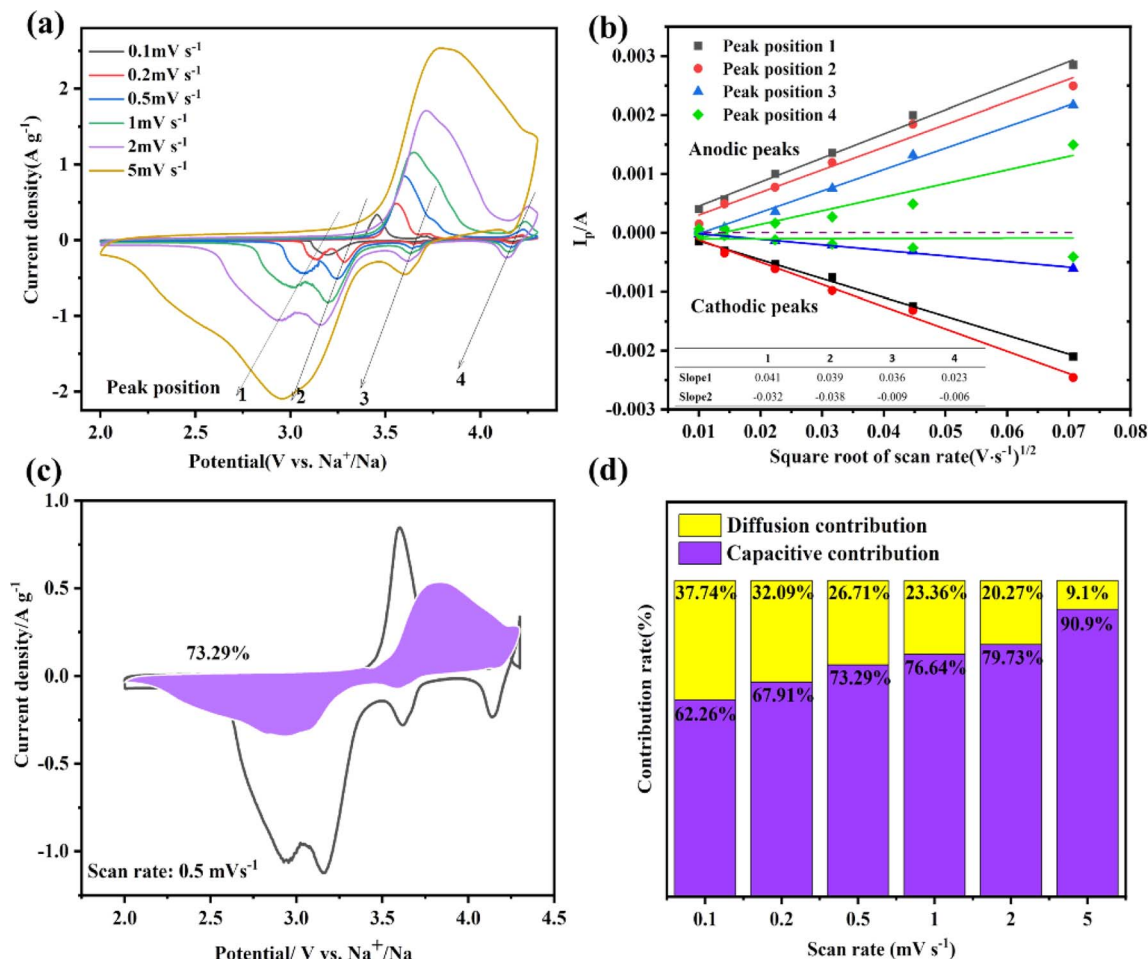 (a)
0.1mV s⁻¹
0.2mV s⁻¹
0.5mV s⁻¹
1mV s⁻¹
2mV s⁻¹
5mV s⁻¹
Current density(A g⁻¹)
2
1
0
-1
-2
Peak position
1
2
3
4
2.0
2.5
3.0
3.5
4.0
Potential(V vs. Na⁺/Na)
(b)
Peak position 1
Peak position 2
Peak position 3
Peak position 4
Anodic peaks
Cathodic peaks
Iₚ/A
0.003
0.002
0.001
0.000
-0.001
-0.002
-0.003
1 2 3 4
Slope1 0.041 0.039 0.036 0.023
Slope2 -0.032 -0.038 -0.009 -0.006
0.01 0.02 0.03 0.04 0.05 0.06 0.07 0.08
Square root of scan rate(V·s⁻¹)¹/²
(c)
Current density/A g⁻¹
1.0
0.5
0.0
-0.5
-1.0
73.29%
Scan rate: 0.5 mVs⁻¹
2.0 2.5 3.0 3.5 4.0 4.5
Potential/ V vs. Na⁺/Na
(d)
Diffusion contribution
Capacitive contribution
Contribution rate(%)
37.74% 32.09% 26.71% 23.36% 20.27% 9.1%
62.26% 67.91% 73.29% 76.64% 79.73% 90.9%
0.1 0.2 0.5 1 2 5
Scan rate (mV s⁻¹)